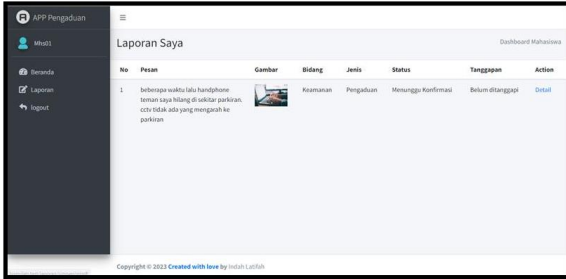 APP Pengaduan
Mhs01
Beranda
Laporan
logout
Laporan Saya
Dashboard Mahasiswa
No Pesan Gambar Bidang Jenis Status Tanggapan Action
1 beberapa waktu lalu handphone Keamanan Pengaduan Menunggu Konfirmasi Belum ditanggapi Detail
teman saya hilang di sekitar parkiran.
cctv tidak ada yang mengarah ke
parkiran
Copyright © 2023 Created with love by Indah Latifah